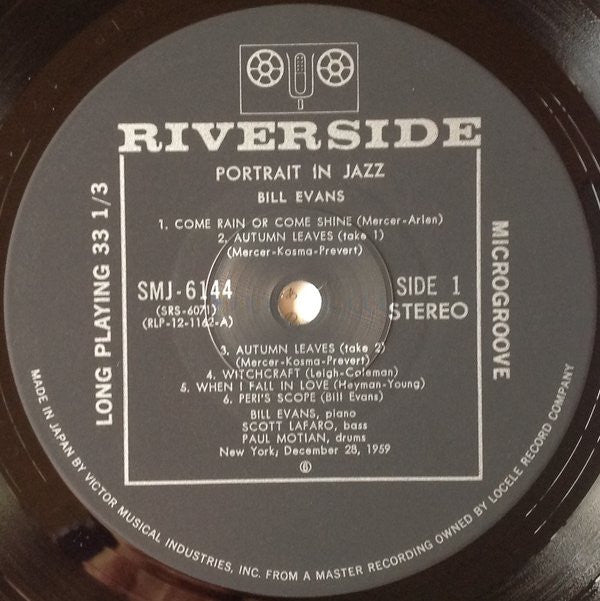 RIVERSIDE
PORTRAIT IN JAZZ
BILL EVANS
1. COME RAIN OR COME SHINE (Mercer-Arlen)
2. AUTUMN LEAVES (take 1)
(Mercer-Kosma-Prevert)
LONG PLAYING 33 1/3
SMJ-6144
(SRS-6071)
(RLP-12-1162-A)
SIDE 1
STEREO
MICROGROOVE
3. AUTUMN LEAVES (take 2)
(Mercer-Kosma-Prevert)
4. WITCHCRAFT (Leigh-Coleman)
5. WHEN I FALL IN LOVE (Heyman-Young)
6. PERI'S SCOPE (Bill Evans)
BILL EVANS, piano
SCOTT LAFARO, bass
PAUL MOTIAN, drums
New York; December 28, 1959
MADE IN JAPAN BY VICTOR MUSICAL INDUSTRIES, INC. FROM A MASTER RECORDING OWNED BY LOCELE RECORD COMPANY